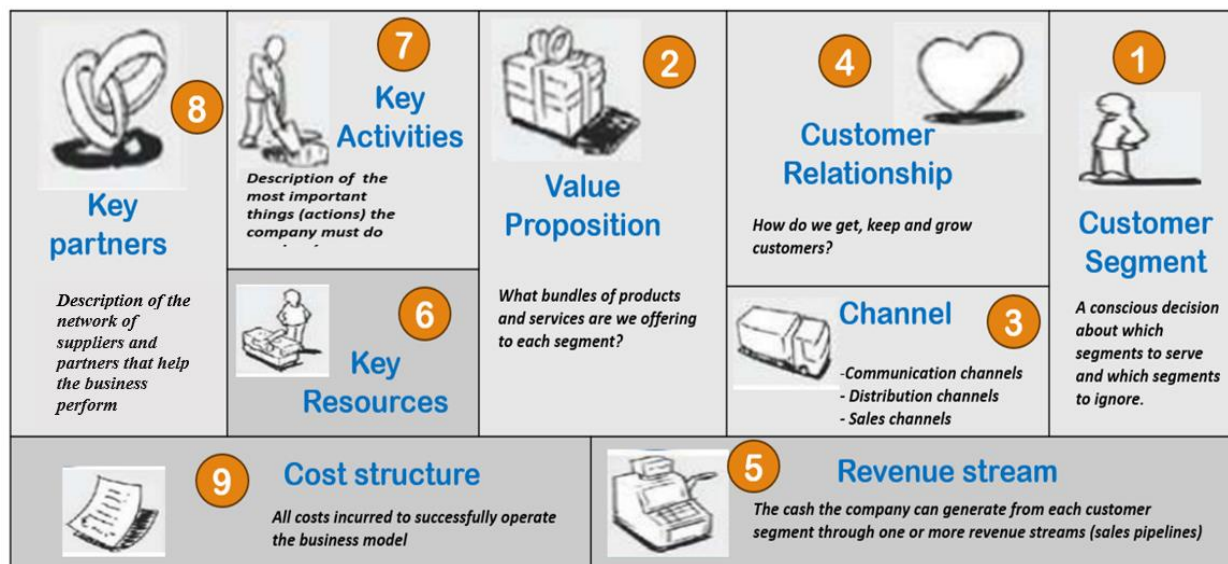 8
Key
partners
Description of the
network of
suppliers and
partners that help
the business
perform
7
Key
Activities
Description of the
most important
things (actions) the
company must do
6
Key
Resources
2
Value
Proposition
What bundles of products
and services are we offering
to each segment?
4
Customer
Relationship
How do we get, keep and grow
customers?
Channel
3
-Communication channels
- Distribution channels
- Sales channels
1
Customer
Segment
A conscious decision
about which
segments to serve
and which segments
to ignore.
9
Cost structure
All costs incurred to successfully operate
the business model
5
Revenue stream
The cash the company can generate from each customer
segment through one or more revenue streams (sales pipelines)